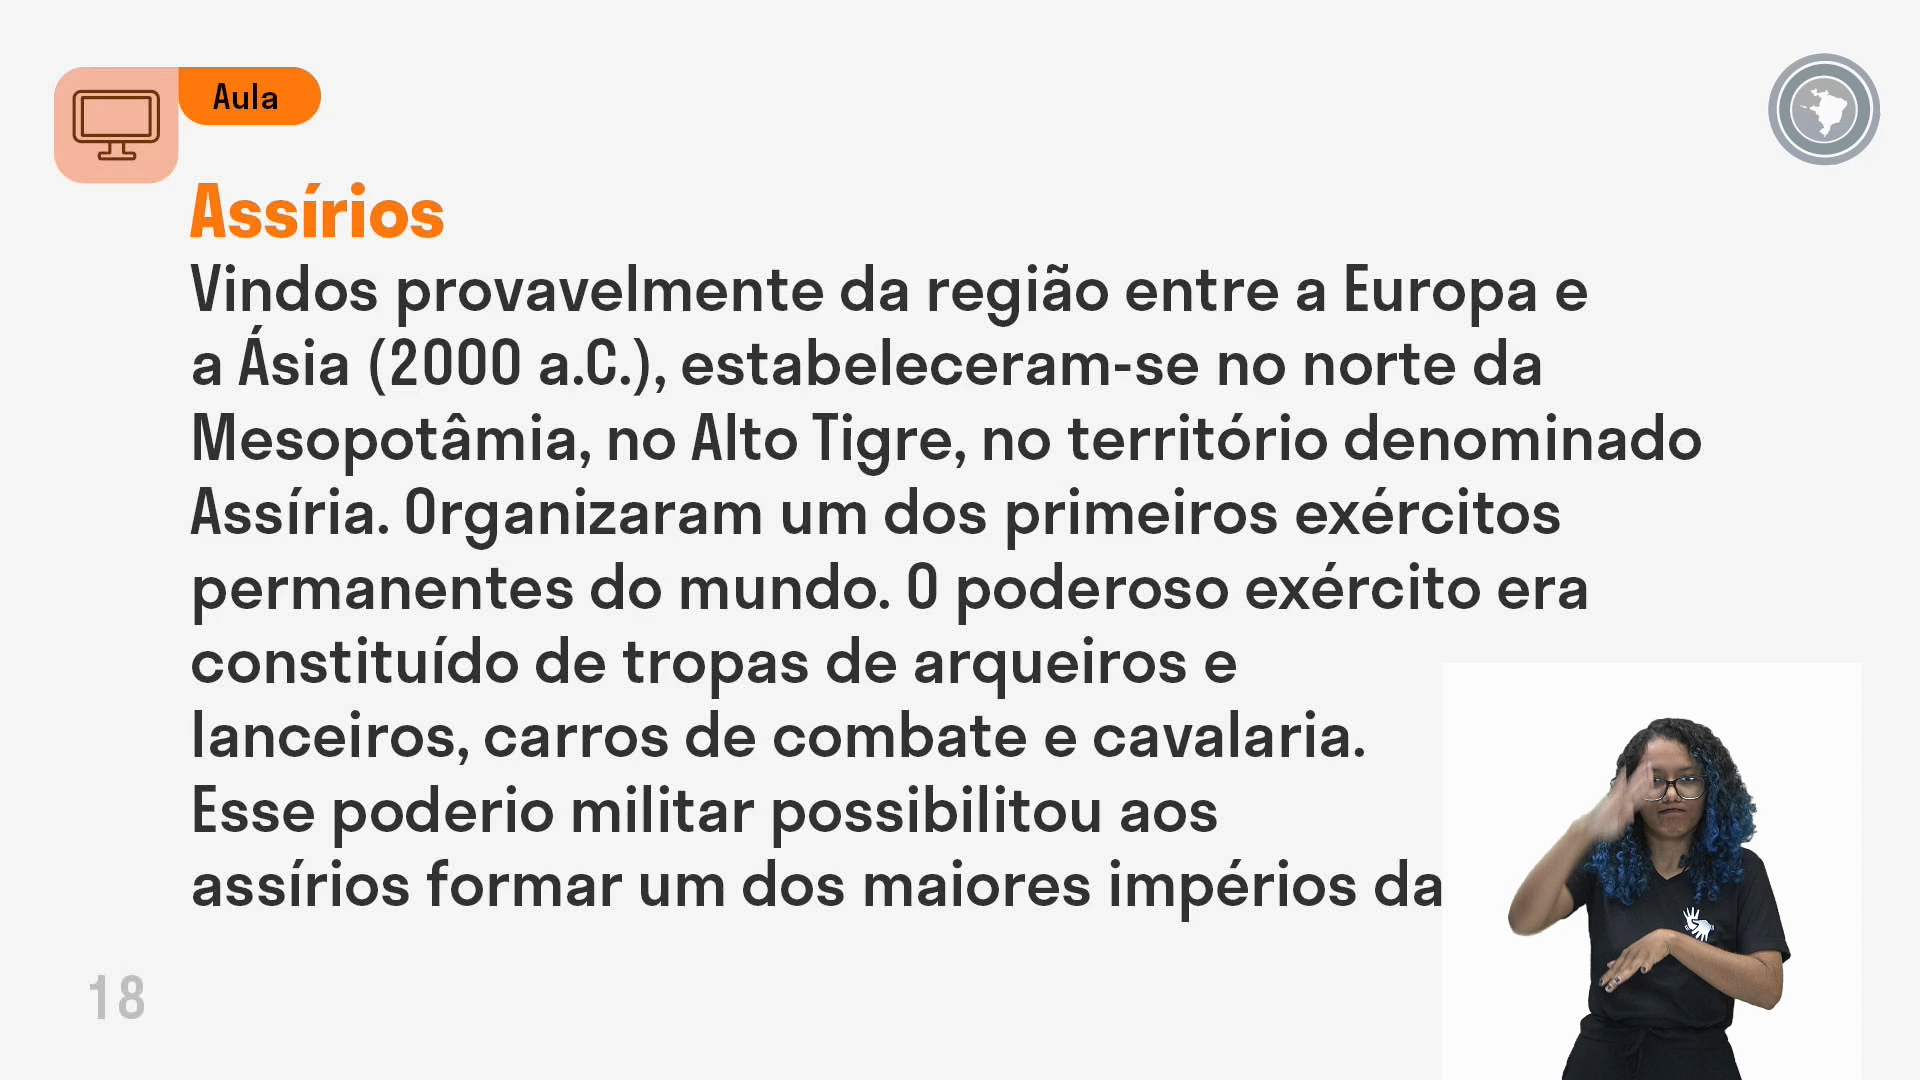 Aula
Assírios
Vindos provavelmente da região entre a Europa e
a Ásia (2000 a.C.), estabeleceram-se no norte da
Mesopotâmia, no Alto Tigre, no território denominado
Assíria. Organizaram um dos primeiros exércitos
permanentes do mundo. O poderoso exército era
constituído de tropas de arqueiros e
lanceiros, carros de combate e cavalaria.
Esse poderio militar possibilitou aos
assírios formar um dos maiores impérios da
18